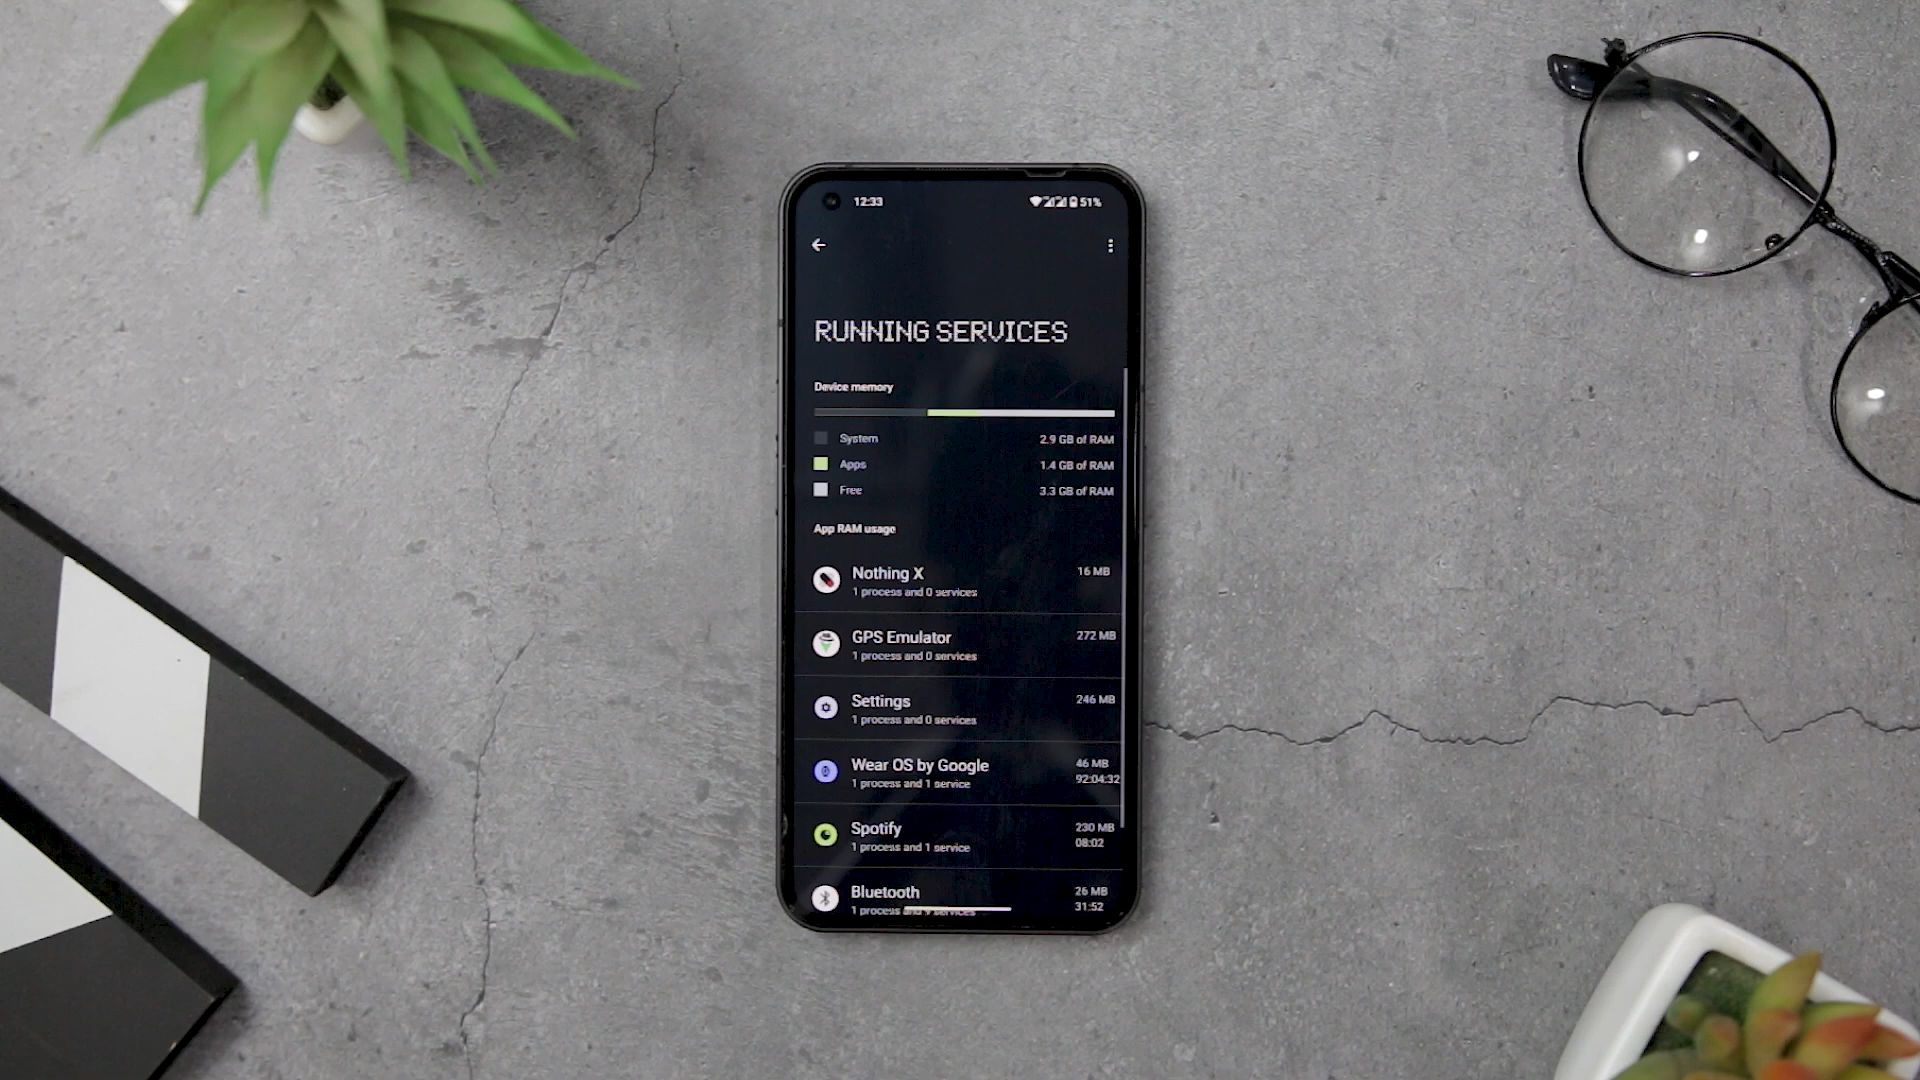 12:33 51%
RUNNING SERVICES
Device memory
System 2.9 GB of RAM
Apps 1.4 GB of RAM
Free 3.3 GB of RAM
App RAM usage
Nothing X 16 MB
1 process and 0 services
GPS Emulator 272 MB
1 process and 0 services
Settings 246 MB
1 process and 0 services
Wear OS by Google 46 MB
1 process and 1 service 92:04:32
Spotify 230 MB
1 process and 1 service 08:02
Bluetooth 26 MB
1 process and services 31:52